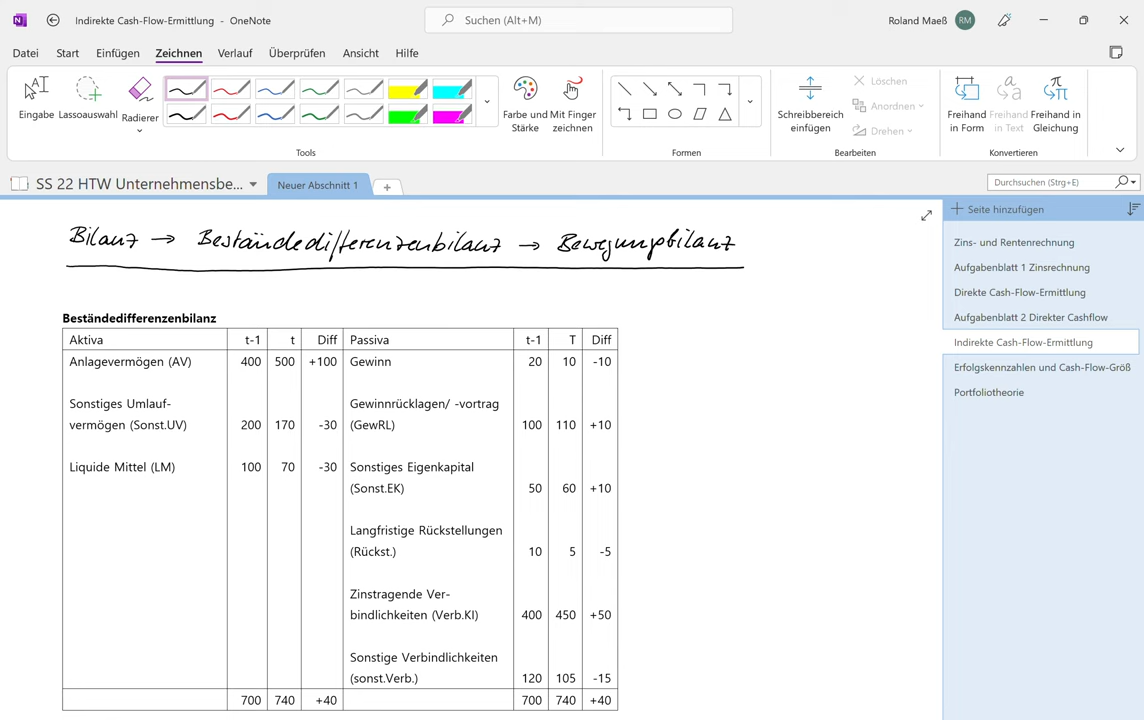 Indirekte Cash-Flow-Ermittlung - OneNote
Suchen (Alt+M)
Roland Maeß RM
Datei Start Einfügen Zeichnen Verlauf Überprüfen Ansicht Hilfe
Eingabe Lassoauswahl Radierer
Farbe und Stärke
Mit Finger zeichnen
Schreibbereich einfügen
Löschen
Anordnen
Drehen
Freihand in Form
Freihand in Text
Freihand in Gleichung
Tools Formen Bearbeiten Konvertieren
SS 22 HTW Unternehmensbe... Neuer Abschnitt 1
Durchsuchen (Strg+E)
Seite hinzufügen
Zins- und Rentenrechnung
Aufgabenblatt 1 Zinsrechnung
Direkte Cash-Flow-Ermittlung
Aufgabenblatt 2 Direkter Cashflow
Indirekte Cash-Flow-Ermittlung
Erfolgskennzahlen und Cash-Flow-Größ
Portfoliotheorie
Bilanz → Beständedifferenzenbilanz → Bewegungsbilanz
Beständedifferenzenbilanz
Aktiva t-1 t Diff Passiva t-1 T Diff
Anlagevermögen (AV) 400 500 +100 Gewinn 20 10 -10
Sonstiges Umlauf- Gewinnrücklagen/ -vortrag
vermögen (Sonst.UV) 200 170 -30 (GewRL) 100 110 +10
Liquide Mittel (LM) 100 70 -30 Sonstiges Eigenkapital
(Sonst.EK) 50 60 +10
Langfristige Rückstellungen
(Rückst.) 10 5 -5
Zinstragende Ver-
bindlichkeiten (Verb.KI) 400 450 +50
Sonstige Verbindlichkeiten
(sonst.Verb.) 120 105 -15
700 740 +40 700 740 +40